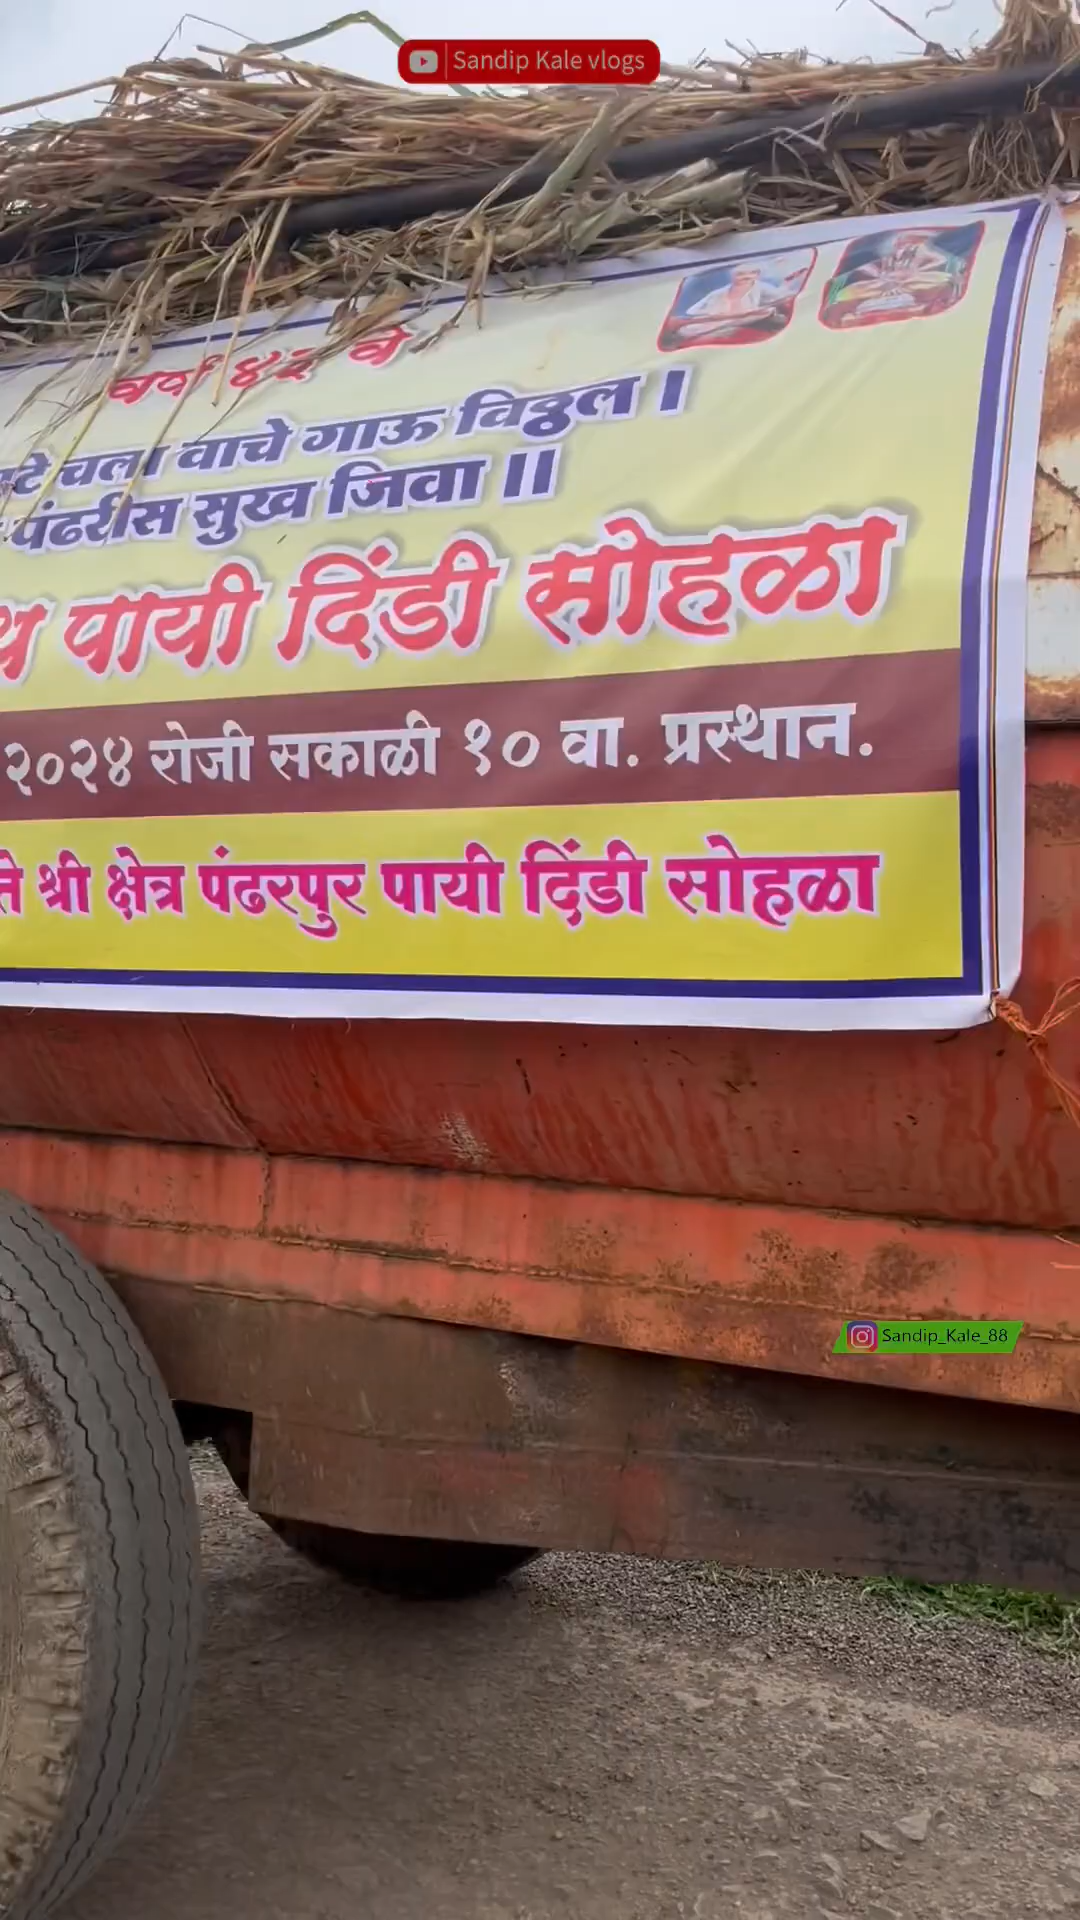 Sandip Kale vlogs
वर्ष ४२ वे
चला वाचे गाऊ विठ्ठल ।
पंढरीस सुख जिवा ॥
पायी दिंडी सोहळा
२०२४ रोजी सकाळी १० वा. प्रस्थान.
ते श्री क्षेत्र पंढरपुर पायी दिंडी सोहळा
Sandip_Kale_88